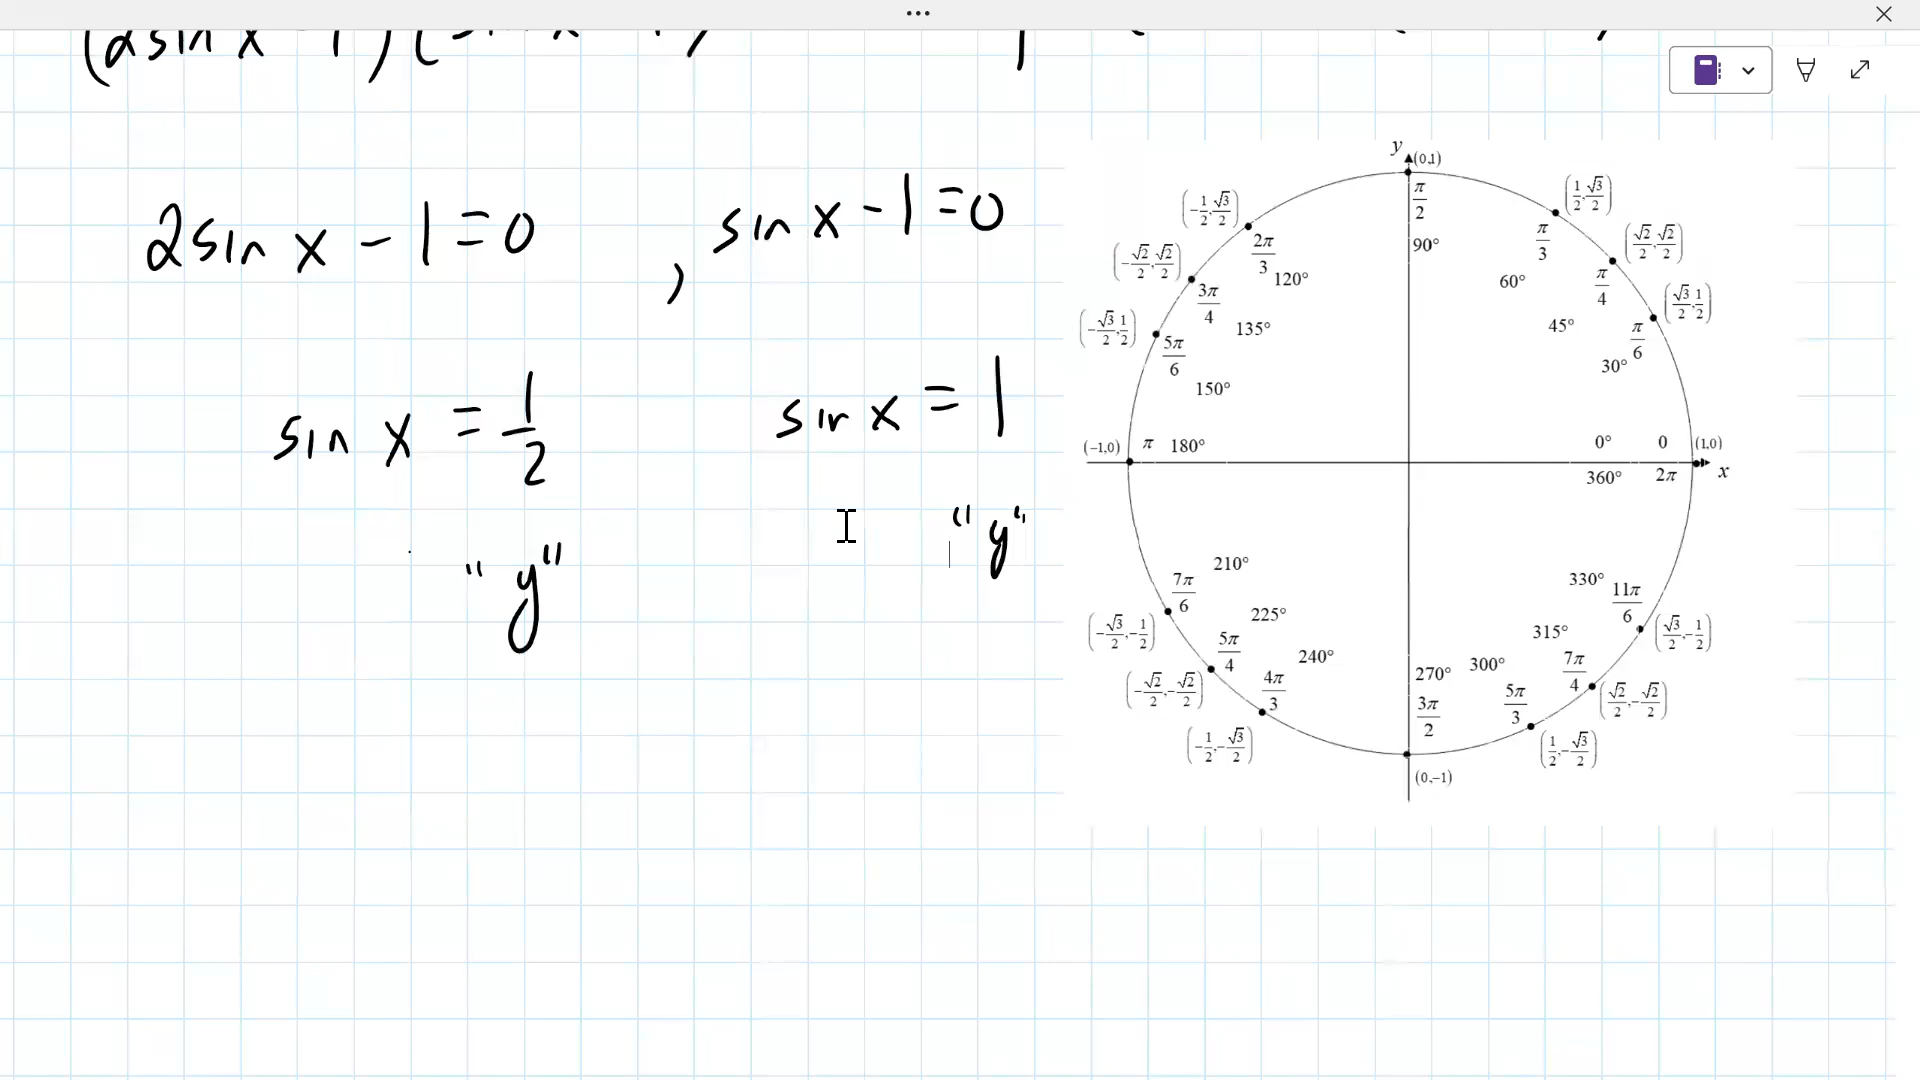 (2sin x - 1)(sin x - 1)
2sin x - 1 = 0 , sin x - 1 = 0
sin x = 1/2 sin x = 1
"y" "y"
y (0,1)
π/2 90°
(1/2, √3/2) π/3 60°
(√2/2, √2/2) π/4 45°
(√3/2, 1/2) π/6 30°
(-1/2, √3/2) 2π/3 120°
(-√2/2, √2/2) 3π/4 135°
(-√3/2, 1/2) 5π/6 150°
(-1,0) π 180°
0° 0 (1,0)
360° 2π x
7π/6 210° (-√3/2, -1/2)
5π/4 225° (-√2/2, -√2/2)
4π/3 240° (-1/2, -√3/2)
270° 3π/2 (0,-1)
300° 5π/3 (1/2, -√3/2)
315° 7π/4 (√2/2, -√2/2)
330° 11π/6 (√3/2, -1/2)